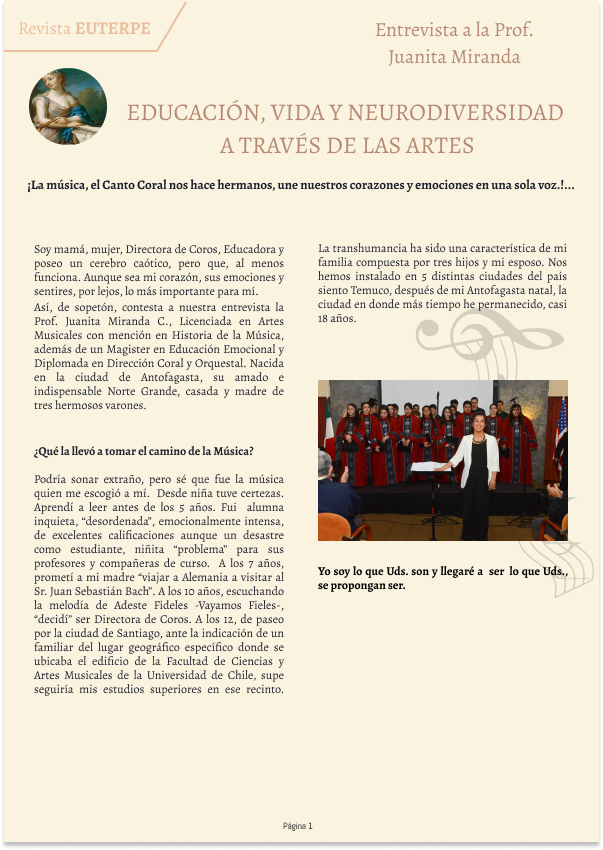 Revista EUTERPE
Entrevista a la Prof.
Juanita Miranda
EDUCACIÓN, VIDA Y NEURODIVERSIDAD
A TRAVÉS DE LAS ARTES
¡La música, el Canto Coral nos hace hermanos, une nuestros corazones y emociones en una sola voz.!...
Soy mamá, mujer, Directora de Coros, Educadora y
poseo un cerebro caótico, pero que, al menos
funciona. Aunque sea mi corazón, sus emociones y
sentires, por lejos, lo más importante para mí.
Así, de sopetón, contesta a nuestra entrevista la
Prof. Juanita Miranda C., Licenciada en Artes
Musicales con mención en Historia de la Música,
además de un Magister en Educación Emocional y
Diplomada en Dirección Coral y Orquestal. Nacida
en la ciudad de Antofagasta, su amado e
indispensable Norte Grande, casada y madre de
tres hermosos varones.
¿Qué la llevó a tomar el camino de la Música?
Podría sonar extraño, pero sé que fue la música
quien me escogió a mí. Desde niña tuve certezas.
Aprendí a leer antes de los 5 años. Fui alumna
inquieta, “desordenada”, emocionalmente intensa,
de excelentes calificaciones aunque un desastre
como estudiante, niñita “problema” para sus
profesores y compañeras de curso. A los 7 años,
prometí a mi madre “viajar a Alemania a visitar al
Sr. Juan Sebastián Bach”. A los 10 años, escuchando
la melodía de Adeste Fideles -Vayamos Fieles-,
“decidí” ser Directora de Coros. A los 12, de paseo
por la ciudad de Santiago, ante la indicación de un
familiar del lugar geográfico específico donde se
ubicaba el edificio de la Facultad de Ciencias y
Artes Musicales de la Universidad de Chile, supe
seguiría mis estudios superiores en ese recinto.
La transhumancia ha sido una característica de mi
familia compuesta por tres hijos y mi esposo. Nos
hemos instalado en 5 distintas ciudades del país
siento Temuco, después de mi Antofagasta natal, la
ciudad en donde más tiempo he permanecido, casi
18 años.
Yo soy lo que Uds. son y llegaré a ser lo que Uds.,
se propongan ser.
Página 1